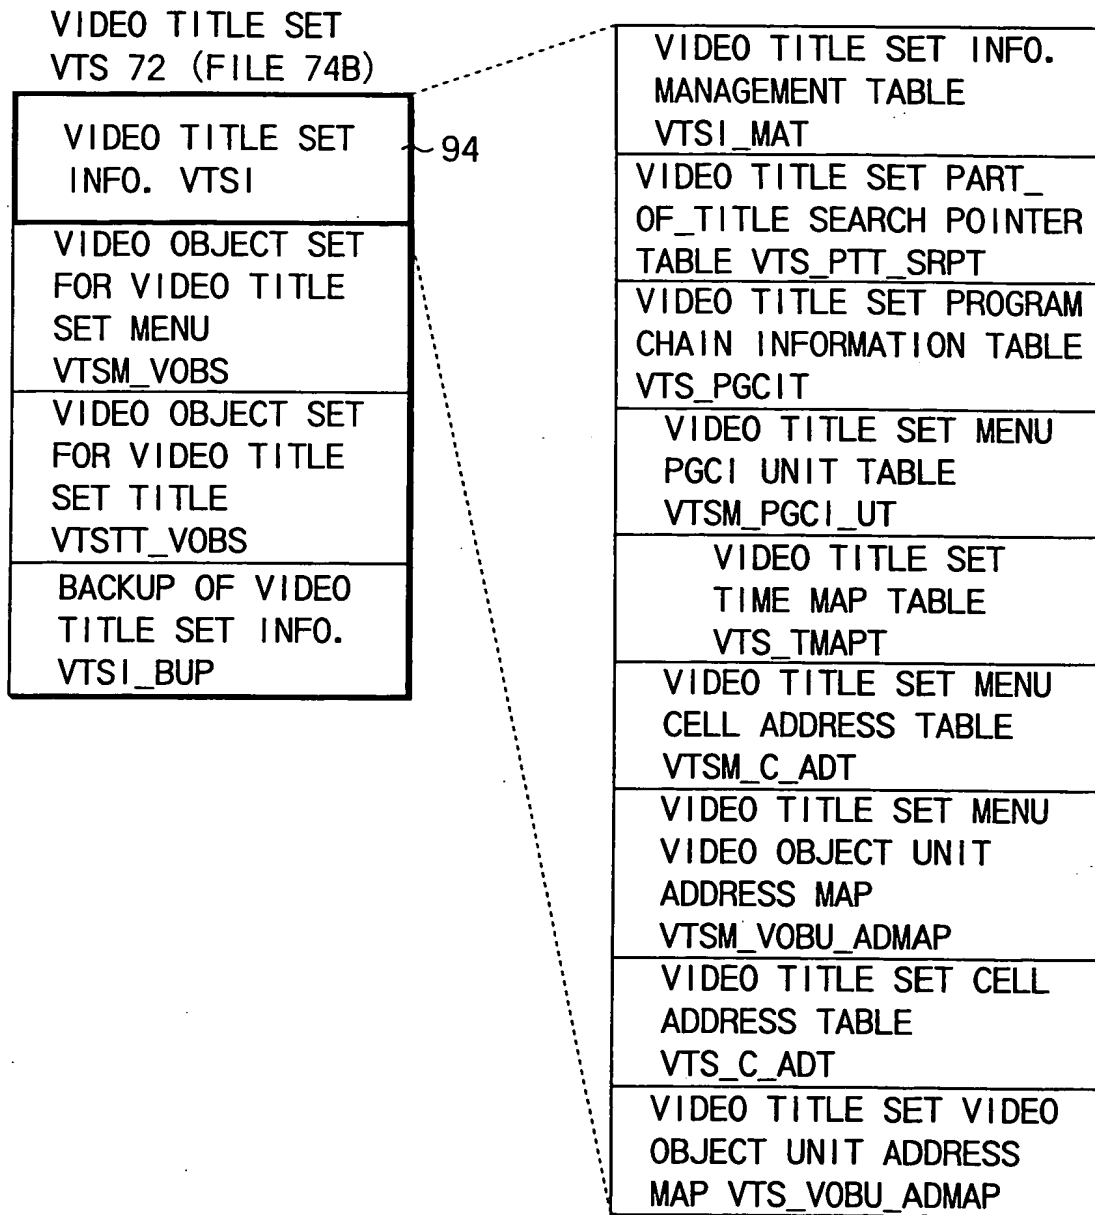 VIDEO TITLE SET
VTS 72 (FILE 74B)
VIDEO TITLE SET
INFO. VTSI
94
VIDEO OBJECT SET
FOR VIDEO TITLE
SET MENU
VTSM_VOBS
VIDEO OBJECT SET
FOR VIDEO TITLE
SET TITLE
VTSTT_VOBS
BACKUP OF VIDEO
TITLE SET INFO.
VTSI_BUP
VIDEO TITLE SET INFO.
MANAGEMENT TABLE
VTSI_MAT
VIDEO TITLE SET PART_
OF_TITLE SEARCH POINTER
TABLE VTS_PTT_SRPT
VIDEO TITLE SET PROGRAM
CHAIN INFORMATION TABLE
VTS_PGCIT
VIDEO TITLE SET MENU
PGCI UNIT TABLE
VTSM_PGCI_UT
VIDEO TITLE SET
TIME MAP TABLE
VTS_TMAPT
VIDEO TITLE SET MENU
CELL ADDRESS TABLE
VTSM_C_ADT
VIDEO TITLE SET MENU
VIDEO OBJECT UNIT
ADDRESS MAP
VTSM_VOBU_ADMAP
VIDEO TITLE SET CELL
ADDRESS TABLE
VTS_C_ADT
VIDEO TITLE SET VIDEO
OBJECT UNIT ADDRESS
MAP VTS_VOBU_ADMAP